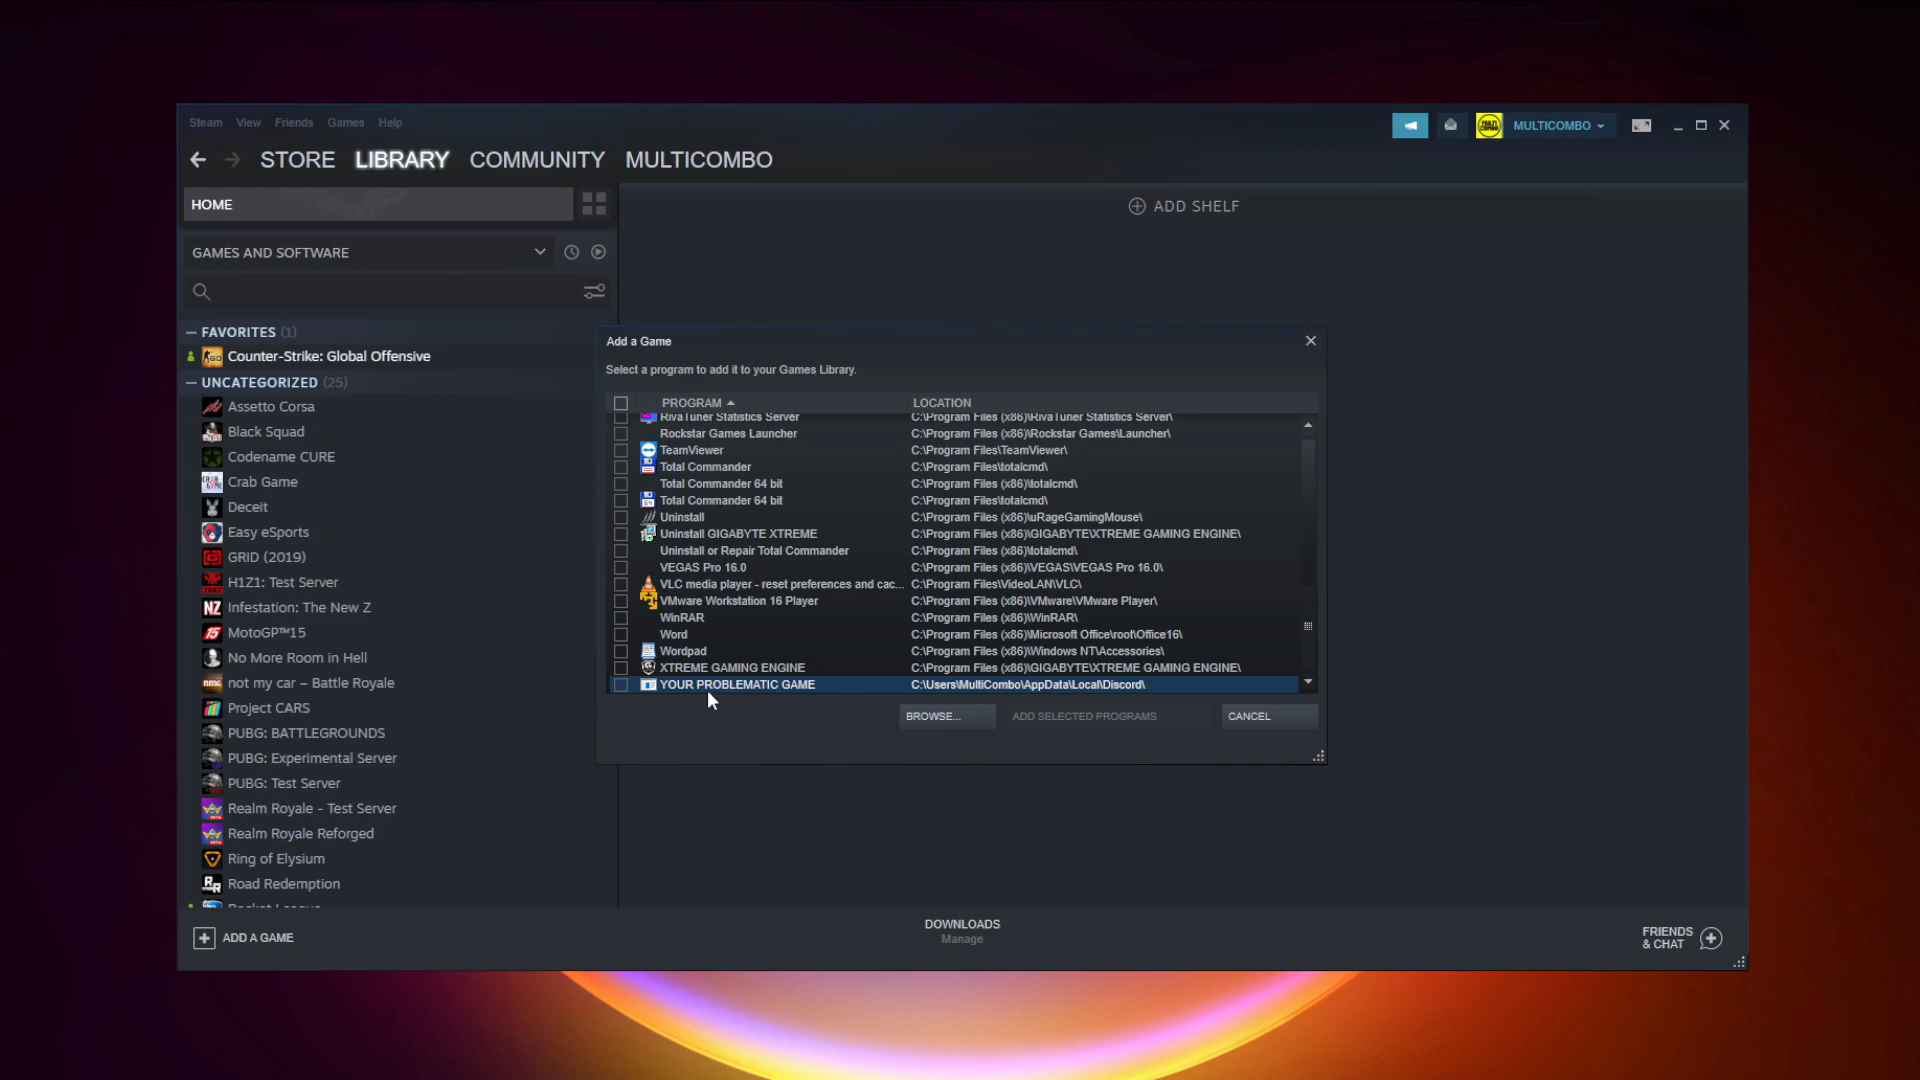 Steam View Friends Games Help
MULTICOMBO
STORE LIBRARY COMMUNITY MULTICOMBO
HOME
ADD SHELF
GAMES AND SOFTWARE
FAVORITES (1)
Counter-Strike: Global Offensive
UNCATEGORIZED (25)
Assetto Corsa
Black Squad
Codename CURE
Crab Game
Deceit
Easy eSports
GRID (2019)
H1Z1: Test Server
Infestation: The New Z
MotoGP™15
No More Room in Hell
not my car – Battle Royale
Project CARS
PUBG: BATTLEGROUNDS
PUBG: Experimental Server
PUBG: Test Server
Realm Royale - Test Server
Realm Royale Reforged
Ring of Elysium
Road Redemption
Rocket League
Add a Game
Select a program to add it to your Games Library.
PROGRAM LOCATION
RivaTuner Statistics Server C:\Program Files (x86)\RivaTuner Statistics Server\
Rockstar Games Launcher C:\Program Files (x86)\Rockstar Games\Launcher\
TeamViewer C:\Program Files\TeamViewer\
Total Commander C:\Program Files\totalcmd\
Total Commander 64 bit C:\Program Files (x86)\totalcmd\
Total Commander 64 bit C:\Program Files\totalcmd\
Uninstall C:\Program Files (x86)\uRageGamingMouse\
Uninstall GIGABYTE XTREME C:\Program Files (x86)\GIGABYTE\XTREME GAMING ENGINE\
Uninstall or Repair Total Commander C:\Program Files (x86)\totalcmd\
VEGAS Pro 16.0 C:\Program Files (x86)\VEGAS\VEGAS Pro 16.0\
VLC media player - reset preferences and cac... C:\Program Files\VideoLAN\VLC\
VMware Workstation 16 Player C:\Program Files (x86)\VMware\VMware Player\
WinRAR C:\Program Files (x86)\WinRAR\
Word C:\Program Files (x86)\Microsoft Office\root\Office16\
Wordpad C:\Program Files (x86)\Windows NT\Accessories\
XTREME GAMING ENGINE C:\Program Files (x86)\GIGABYTE\XTREME GAMING ENGINE\
YOUR PROBLEMATIC GAME C:\Users\MultiCombo\AppData\Local\Discord\
BROWSE... ADD SELECTED PROGRAMS CANCEL
ADD A GAME
DOWNLOADS
Manage
FRIENDS
& CHAT